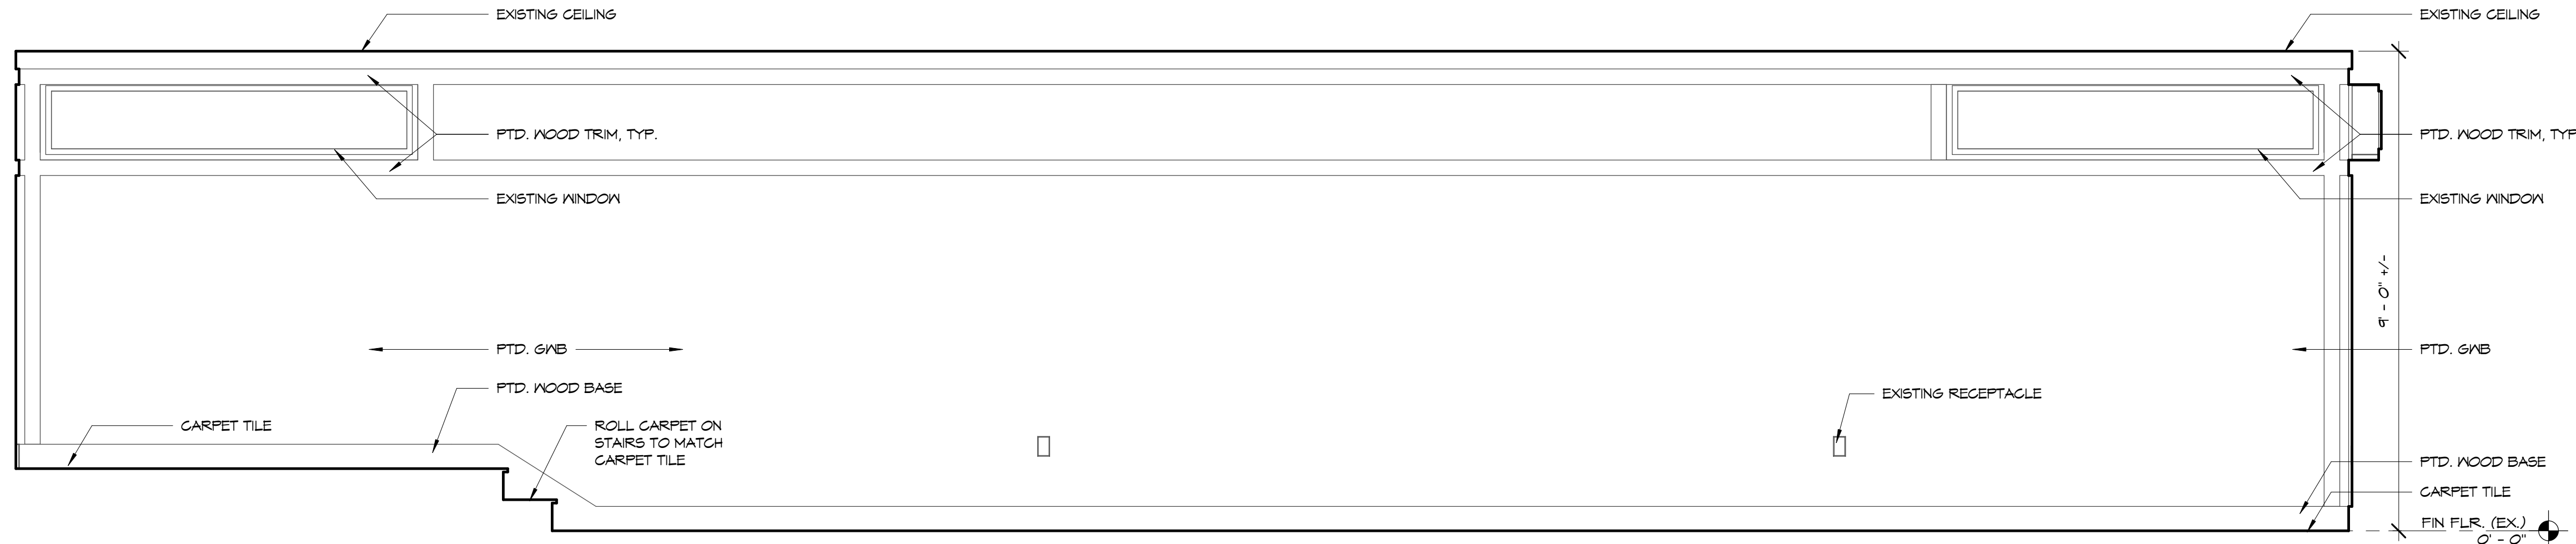 EXISTING CEILING
EXISTING CEILING
PTD. WOOD TRIM, TYP.
PTD. WOOD TRIM, TYP
EXISTING WINDOW
EXISTING WINDOW
9' - 0" +/-
PTD. GWB
PTD. GWB
PTD. WOOD BASE
EXISTING RECEPTACLE
CARPET TILE
ROLL CARPET ON
STAIRS TO MATCH
CARPET TILE
PTD. WOOD BASE
CARPET TILE
FIN FLR. (EX.)
0' - 0"